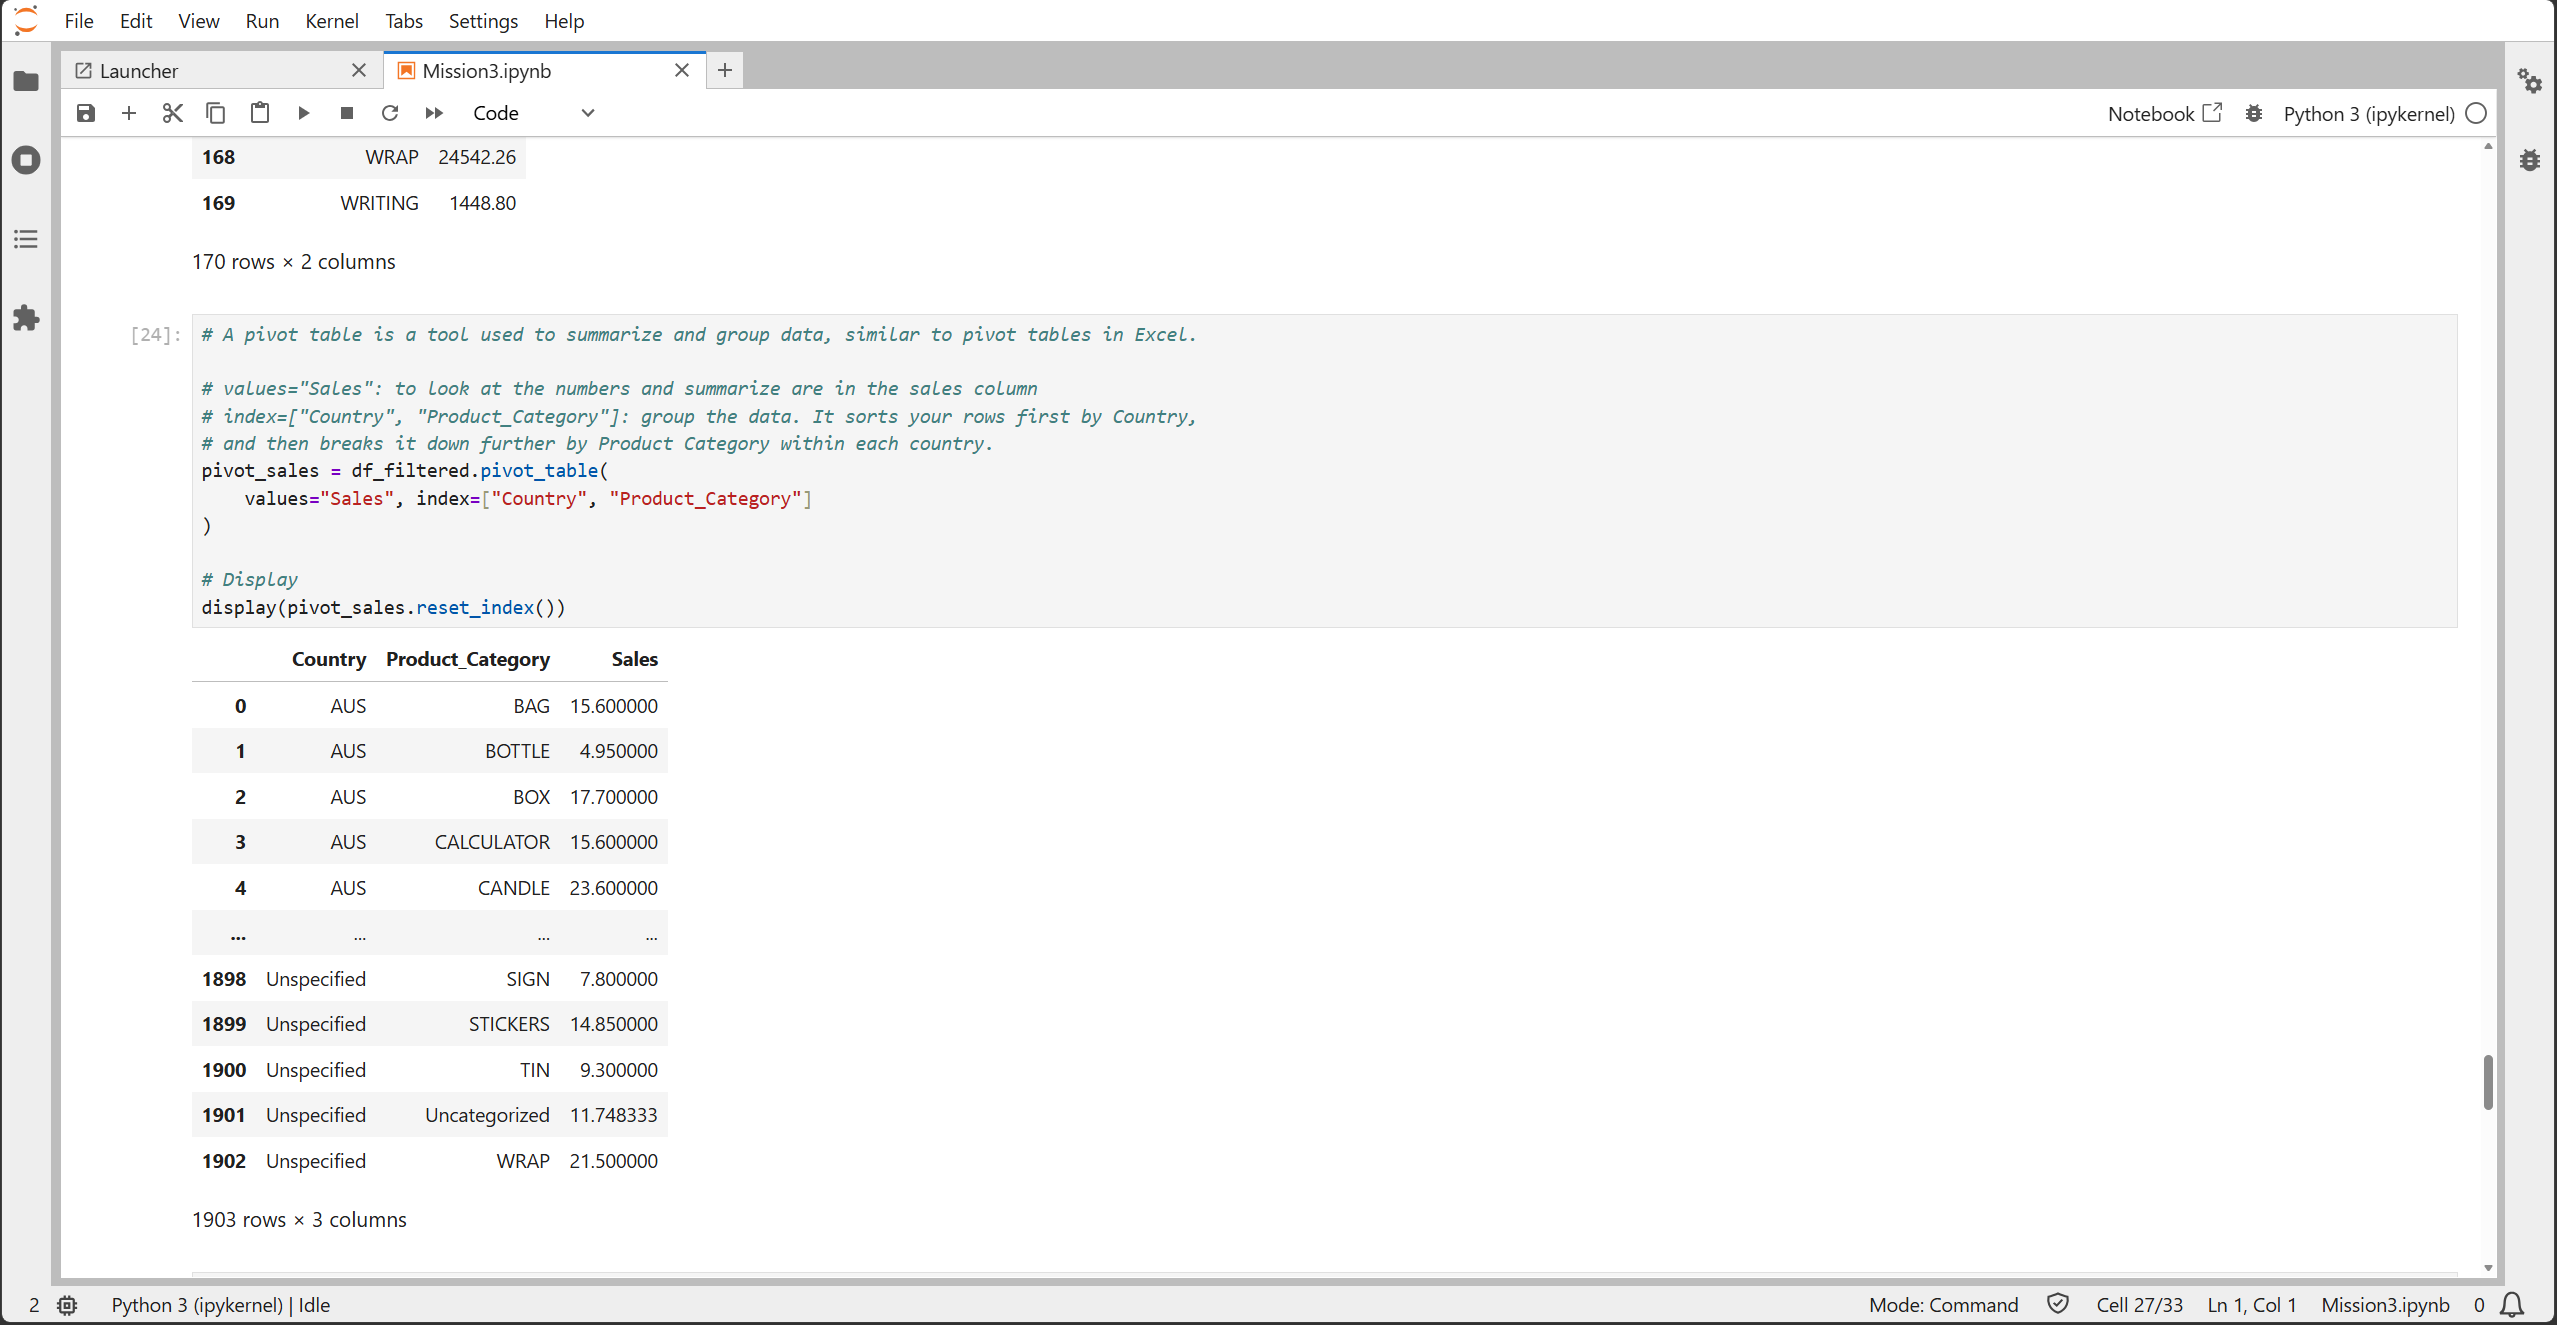 File Edit View Run Kernel Tabs Settings Help
Launcher Mission3.ipynb
Code Notebook Python 3 (ipykernel)
168 WRAP 24542.26
169 WRITING 1448.80
170 rows × 2 columns
[24]: # A pivot table is a tool used to summarize and group data, similar to pivot tables in Excel.
# values="Sales": to look at the numbers and summarize are in the sales column
# index=["Country", "Product_Category"]: group the data. It sorts your rows first by Country,
# and then breaks it down further by Product Category within each country.
pivot_sales = df_filtered.pivot_table(
    values="Sales", index=["Country", "Product_Category"]
)
# Display
display(pivot_sales.reset_index())
Country Product_Category Sales
0 AUS BAG 15.600000
1 AUS BOTTLE 4.950000
2 AUS BOX 17.700000
3 AUS CALCULATOR 15.600000
4 AUS CANDLE 23.600000
... ... ... ...
1898 Unspecified SIGN 7.800000
1899 Unspecified STICKERS 14.850000
1900 Unspecified TIN 9.300000
1901 Unspecified Uncategorized 11.748333
1902 Unspecified WRAP 21.500000
1903 rows × 3 columns
2 Python 3 (ipykernel) | Idle Mode: Command Cell 27/33 Ln 1, Col 1 Mission3.ipynb 0